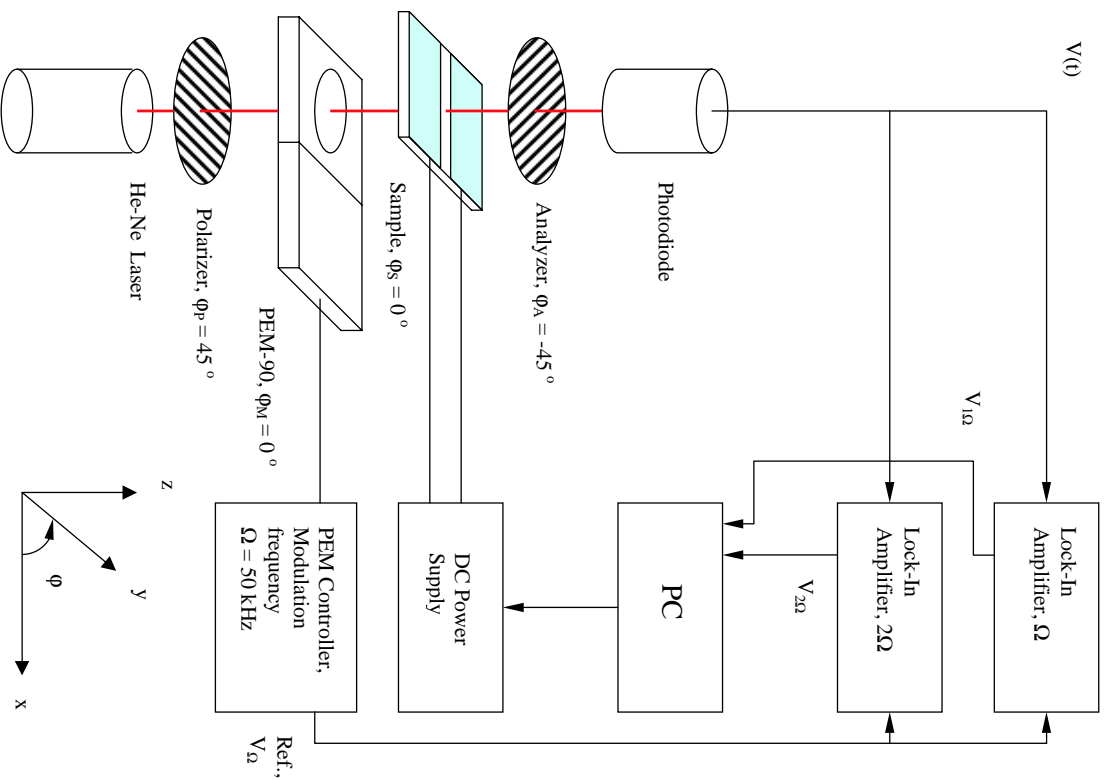 V(t)
Photodiode
Analyzer, φA = -45 °
Sample, φS = 0 °
PEM-90, φM = 0 °
Polarizer, φP = 45 °
He-Ne Laser
V1Ω
Lock-In
Amplifier, Ω
Lock-In
Amplifier, 2Ω
V2Ω
PC
DC Power
Supply
PEM Controller,
Modulation
frequency
Ω = 50 kHz
Ref.,
VΩ
z
y
φ
x